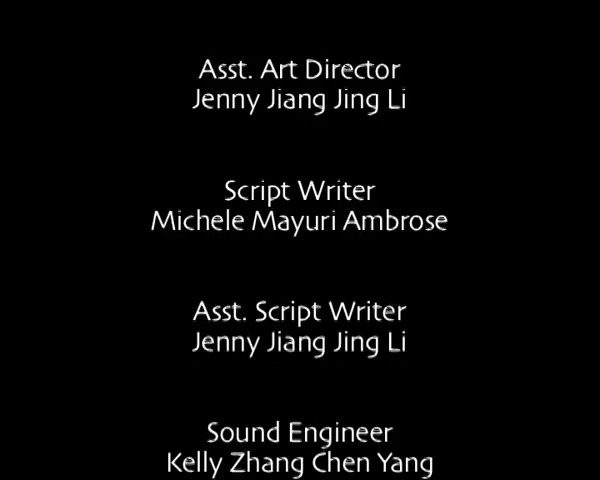 Asst. Art Director
Jenny Jiang Jing Li
Script Writer
Michele Mayuri Ambrose
Asst. Script Writer
Jenny Jiang Jing Li
Sound Engineer
Kelly Zhang Chen Yang